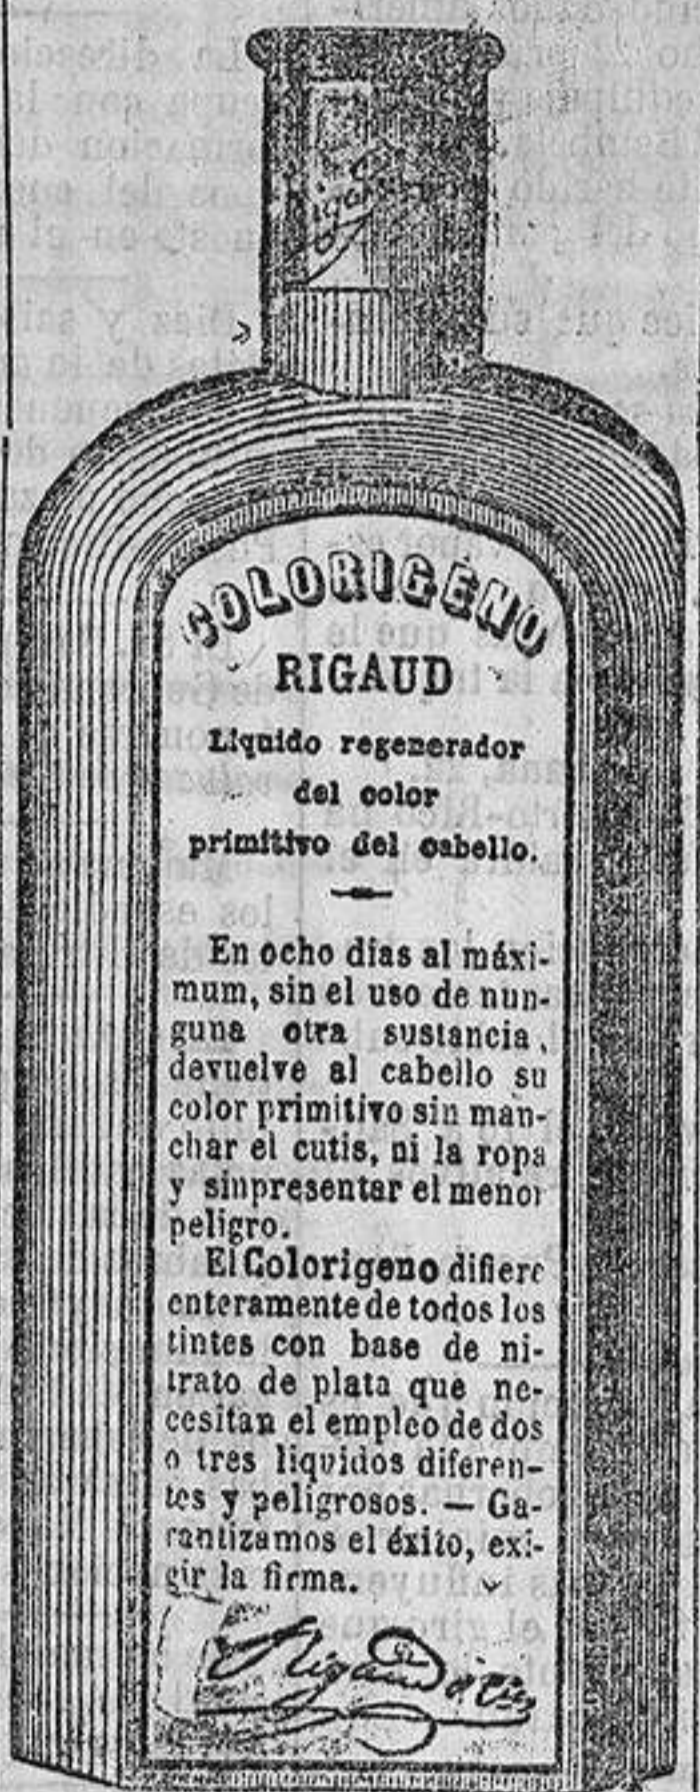 COLORIGENO
RIGAUD
Liquido regenerador
del color
primitivo del cabello.
En ocho dias al máxi-
mum, sin el uso de nun-
guna otra sustancia,
devuelve al cabello su
color primitivo sin man-
char el cutis, ni la ropa
y sinpresentar el menor
peligro.
El Colorigeno difiere
enteramente de todos los
tintes con base de ni-
trato de plata que ne-
cesitan el empleo de dos
o tres liquidos diferen-
tes y peligrosos. — Ga-
rantizamos el éxito, exi-
gir la firma.
Rigaud